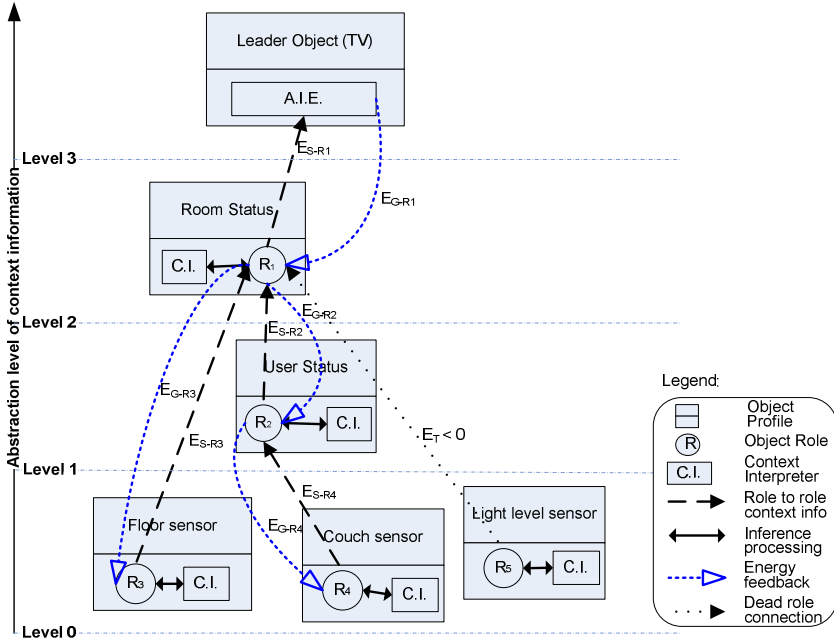 Leader Object (TV)
A.I.E.
E_S-R1
Level 3
E_G-R1
Room Status
C.I.
R1
Abstraction level of context information
Level 2
E_G-R2
E_S-R2
User Status
R2
C.I.
E_G-R3
E_S-R3
E_T < 0
Level 1
E_S-R4
E_G-R4
Floor sensor
R3
C.I.
Couch sensor
R4
C.I.
Light level sensor
R5
C.I.
Level 0
Legend:
Object
Profile
R
Object Role
C.I.
Context
Interpreter
Role to role
context info
Inference
processing
Energy
feedback
Dead role
connection